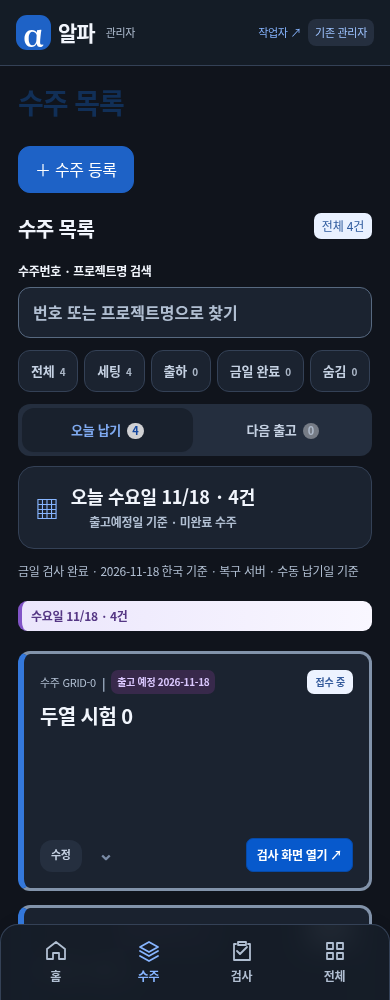 α 알파 관리자 작업자 ↗ 기존 관리자
수주 목록
＋ 수주 등록
수주 목록 전체 4건
수주번호 · 프로젝트명 검색
번호 또는 프로젝트명으로 찾기
전체 4 세팅 4 출하 0 금일 완료 0 숨김 0
오늘 납기 4 다음 출고 0
오늘 수요일 11/18 · 4건
출고예정일 기준 · 미완료 수주
금일 검사 완료 · 2026-11-18 한국 기준 · 복구 서버 · 수동 납기일 기준
수요일 11/18 · 4건
수주 GRID-0 | 출고 예정 2026-11-18 접수 중
두열 시험 0
수정 검사 화면 열기 ↗
홈 수주 검사 전체